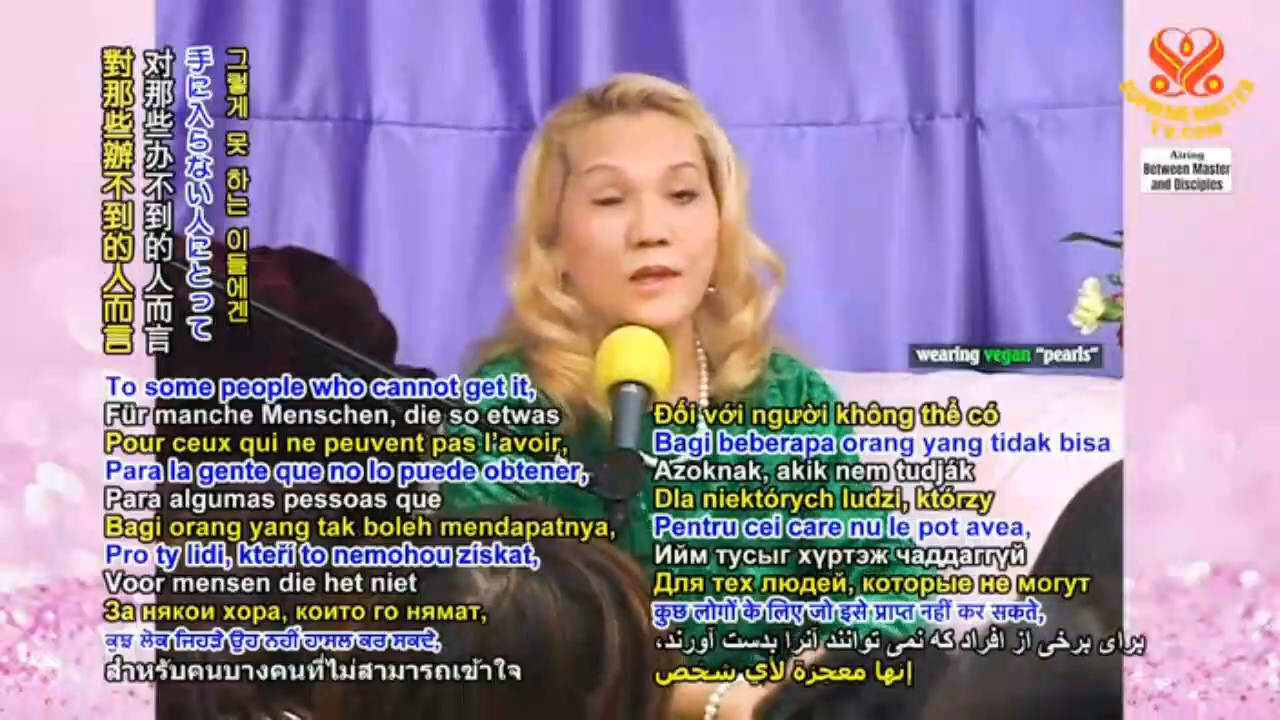 對那些辦不到的人而言
对那些办不到的人而言
手に入らない人にとって
그렇게 못 하는 이들에겐
SUPREME MASTER
TV.COM
Airing
Between Master
and Disciples
wearing vegan "pearls"
To some people who cannot get it,
Für manche Menschen, die so etwas
Pour ceux qui ne peuvent pas l'avoir,
Para la gente que no lo puede obtener,
Para algumas pessoas que
Bagi orang yang tak boleh mendapatnya,
Pro ty lidi, kteří to nemohou získat,
Voor mensen die het niet
За някои хора, които го нямат,
ਕੁਝ ਲੋਕ ਜਿਹੜੇ ਉਹ ਨਹੀਂ ਹਾਸਲ ਕਰ ਸਕਦੇ,
สำหรับคนบางคนที่ไม่สามารถเข้าใจ
Đối với người không thể có
Bagi beberapa orang yang tidak bisa
Azoknak, akik nem tudják
Dla niektórych ludzi, którzy
Pentru cei care nu le pot avea,
Ийм тусыг хүртэж чаддаггүй
Для тех людей, которые не могут
कुछ लोगों के लिए जो इसे प्राप्त नहीं कर सकते,
برای برخی از افراد که نمی توانند آنرا بدست آورند،
إنها معجزة لأي شخص